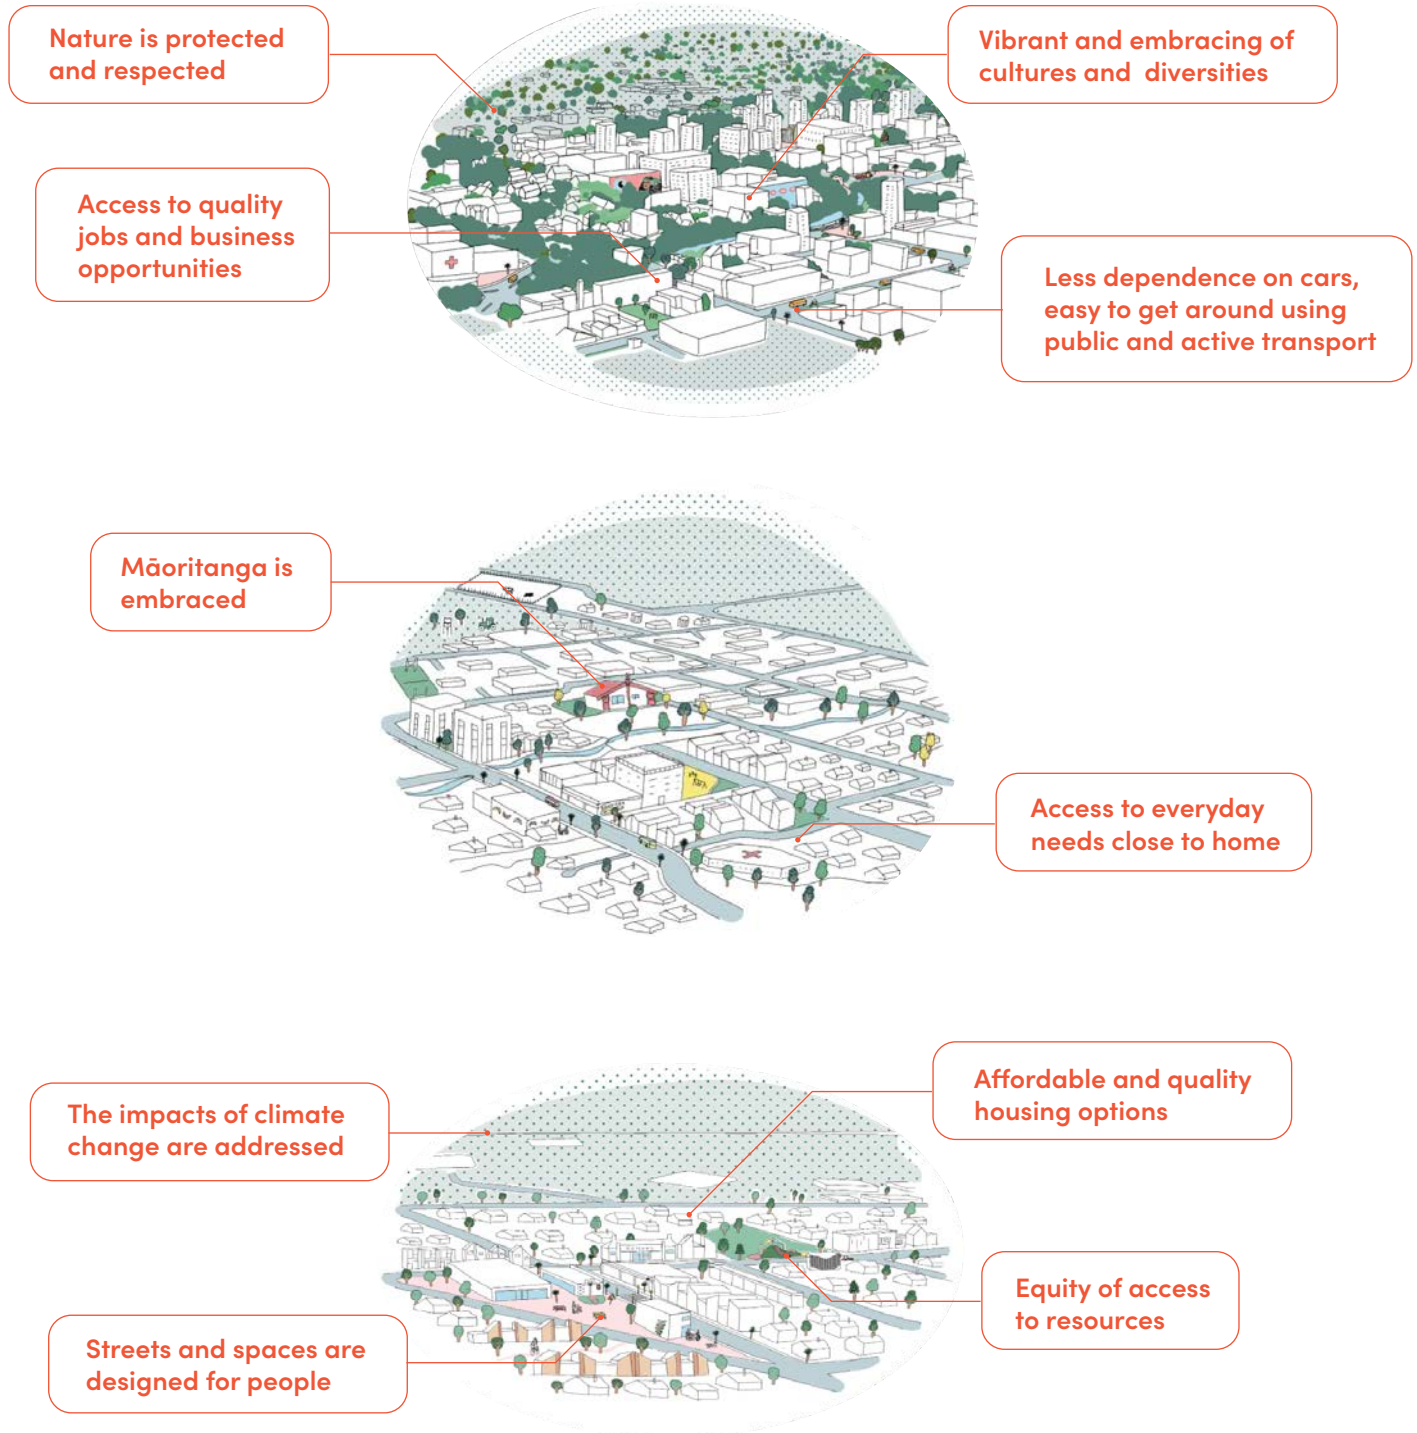 Nature is protected
and respected
Vibrant and embracing of
cultures and diversities
Access to quality
jobs and business
opportunities
Less dependence on cars,
easy to get around using
public and active transport
Māoritanga is
embraced
Access to everyday
needs close to home
Affordable and quality
housing options
The impacts of climate
change are addressed
Equity of access
to resources
Streets and spaces are
designed for people